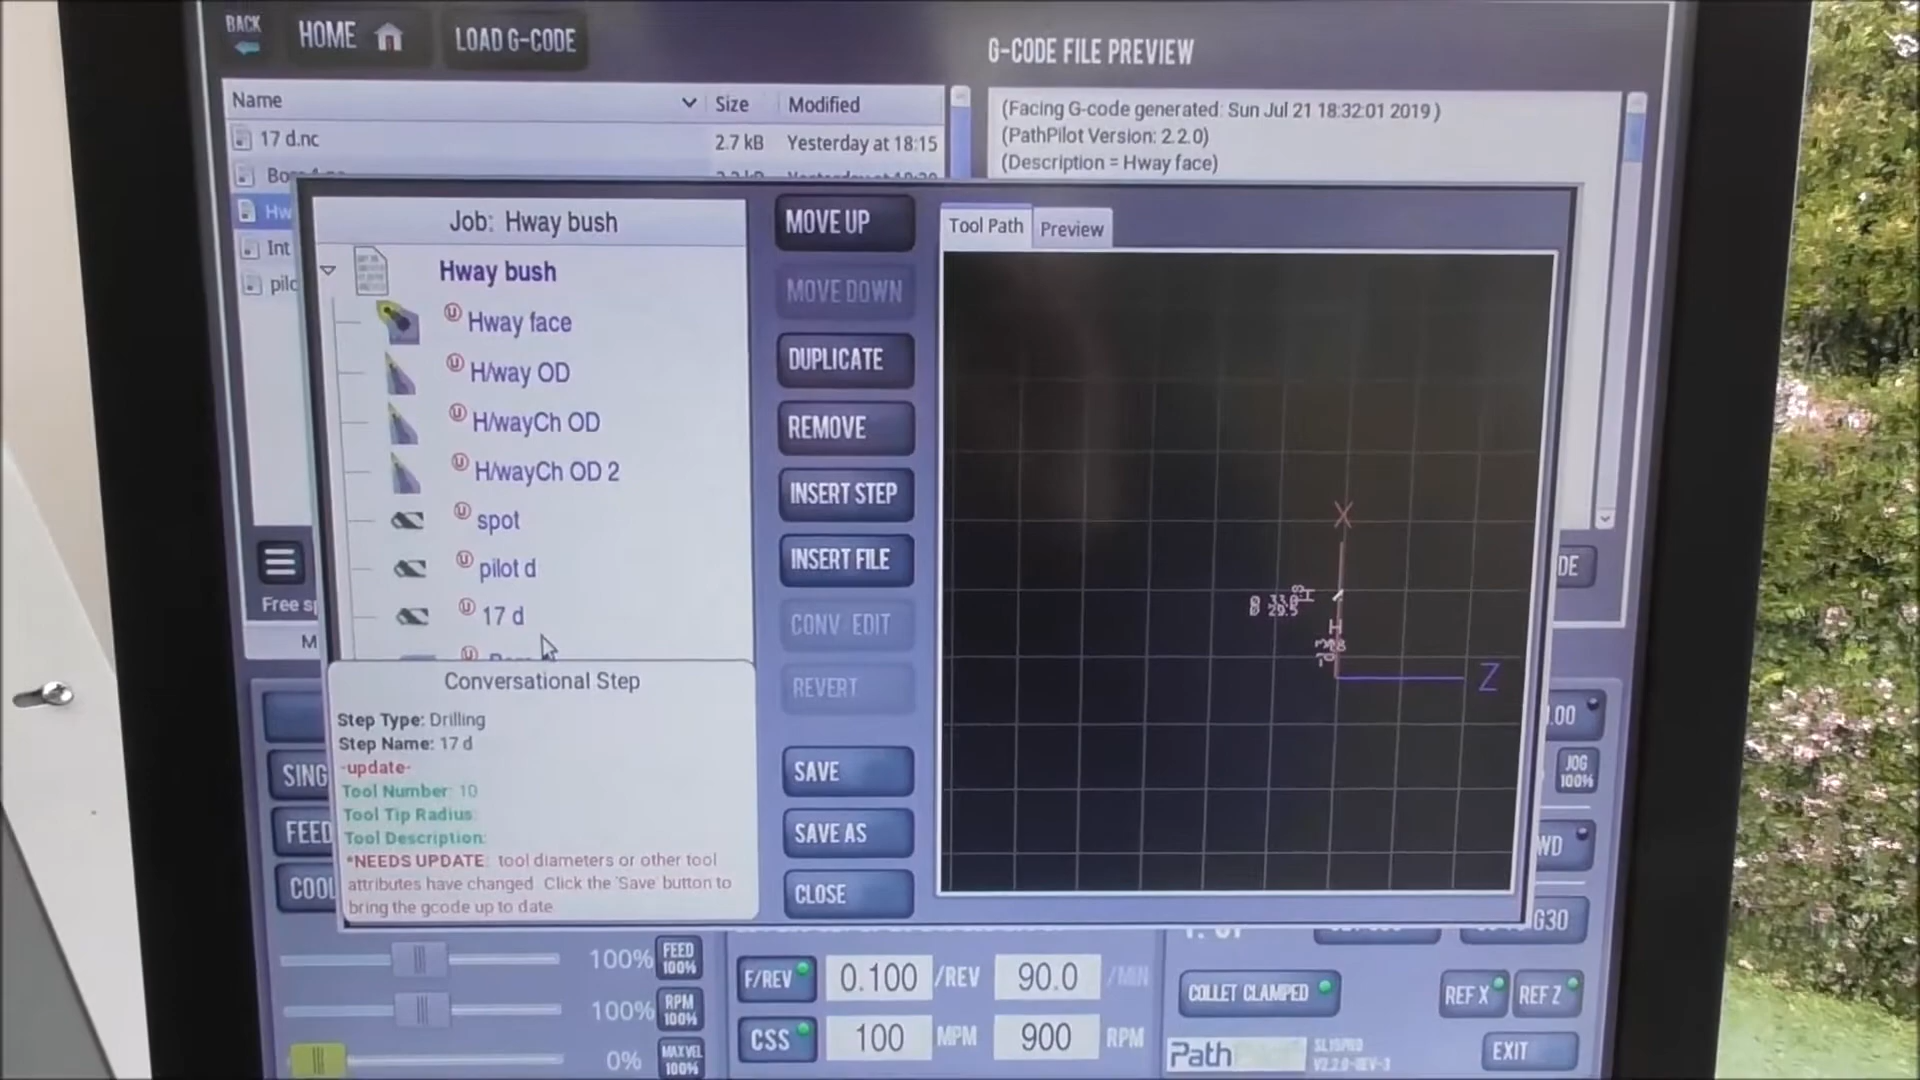 BACK
HOME
LOAD G-CODE
G-CODE FILE PREVIEW
Name Size Modified
17 d.nc 2.7 kB Yesterday at 18:15
(Facing G-code generated: Sun Jul 21 18:32:01 2019 )
(PathPilot Version: 2.2.0)
(Description = Hway face)
Hw
Int
Job: Hway bush
Hway bush
Hway face
H/way OD
H/wayCh OD
H/wayCh OD 2
spot
pilot d
17 d
MOVE UP
MOVE DOWN
DUPLICATE
REMOVE
INSERT STEP
INSERT FILE
CONV EDIT
REVERT
SAVE
SAVE AS
CLOSE
Tool Path Preview
X
Z
Conversational Step
Step Type: Drilling
Step Name: 17 d
-update-
Tool Number: 10
Tool Tip Radius:
Tool Description:
*NEEDS UPDATE: tool diameters or other tool
attributes have changed. Click the 'Save' button to
bring the gcode up to date
Free s
M
SING
FEED
COOL
DE
JOG
100%
G30
100% FEED 100%
100% RPM 100%
0% MAX VEL 100%
F/REV 0.100 /REV 90.0 /MIN
CSS 100 MPM 900 RPM
COLLET CLAMPED
REF X REF Z
Path
EXIT